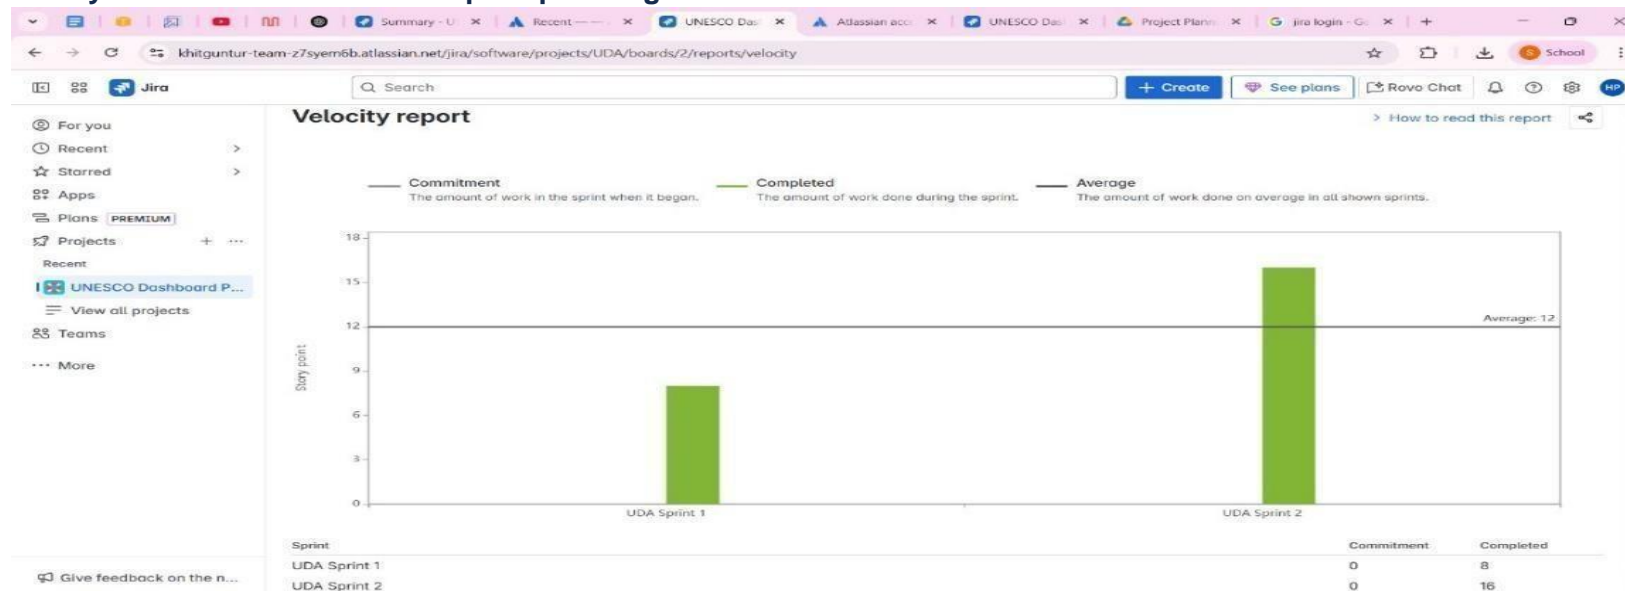 Summary - U
Recent — — .
UNESCO Das
Atlassian acc
UNESCO Das
Project Plann
jira login - G
khitguntur-team-z7syem6b.atlassian.net/jira/software/projects/UDA/boards/2/reports/velocity
School
Jira
Search
+ Create
See plans
Rovo Chat
HP
For you
Recent
Starred
Apps
Plans PREMIUM
Projects
Recent
UNESCO Dashboard P...
View all projects
Teams
More
Give feedback on the n...
Velocity report
How to read this report
Commitment
The amount of work in the sprint when it began.
Completed
The amount of work done during the sprint.
Average
The amount of work done on average in all shown sprints.
18
15
12
9
6
3
0
Story point
Average: 12
UDA Sprint 1
UDA Sprint 2
Sprint Commitment Completed
UDA Sprint 1 0 8
UDA Sprint 2 0 16